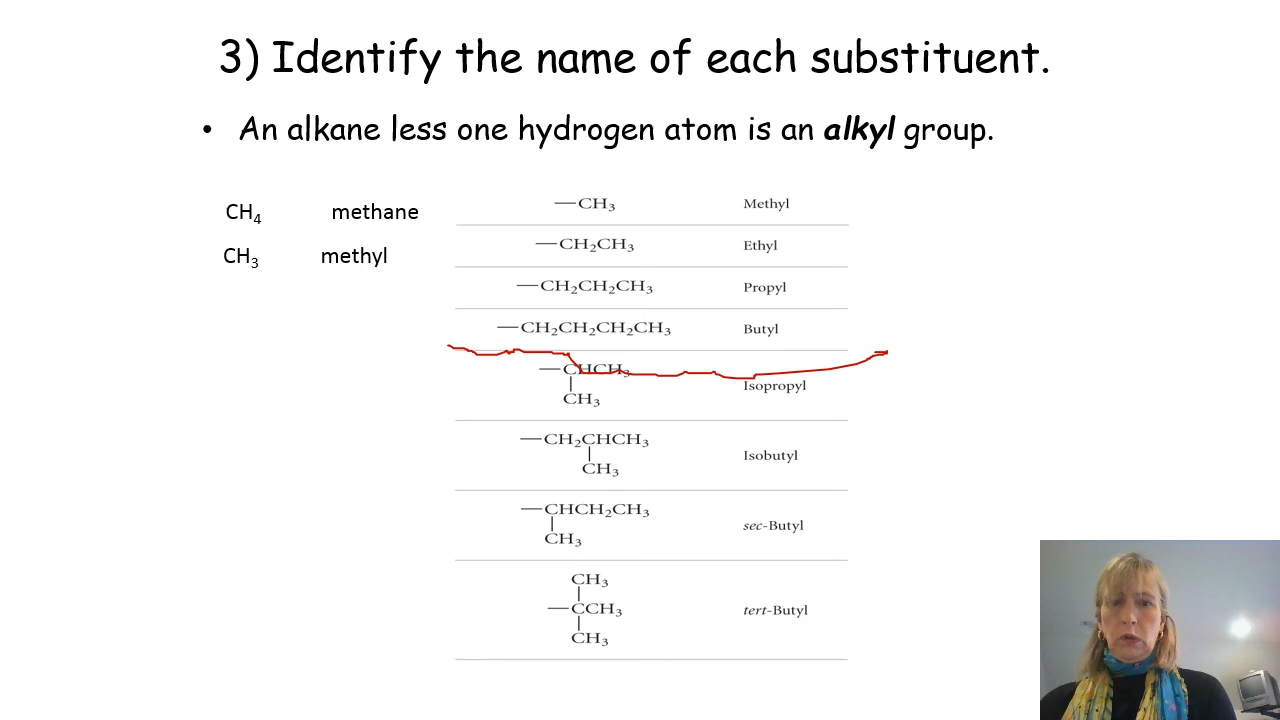 3) Identify the name of each substituent.
• An alkane less one hydrogen atom is an alkyl group.
CH₄ methane
CH₃ methyl
—CH₃ Methyl
—CH₂CH₃ Ethyl
—CH₂CH₂CH₃ Propyl
—CH₂CH₂CH₂CH₃ Butyl
—CHCH₃
Isopropyl
CH₃
—CH₂CHCH₃
Isobutyl
CH₃
—CHCH₂CH₃
sec-Butyl
CH₃
CH₃
—CCH₃ tert-Butyl
CH₃